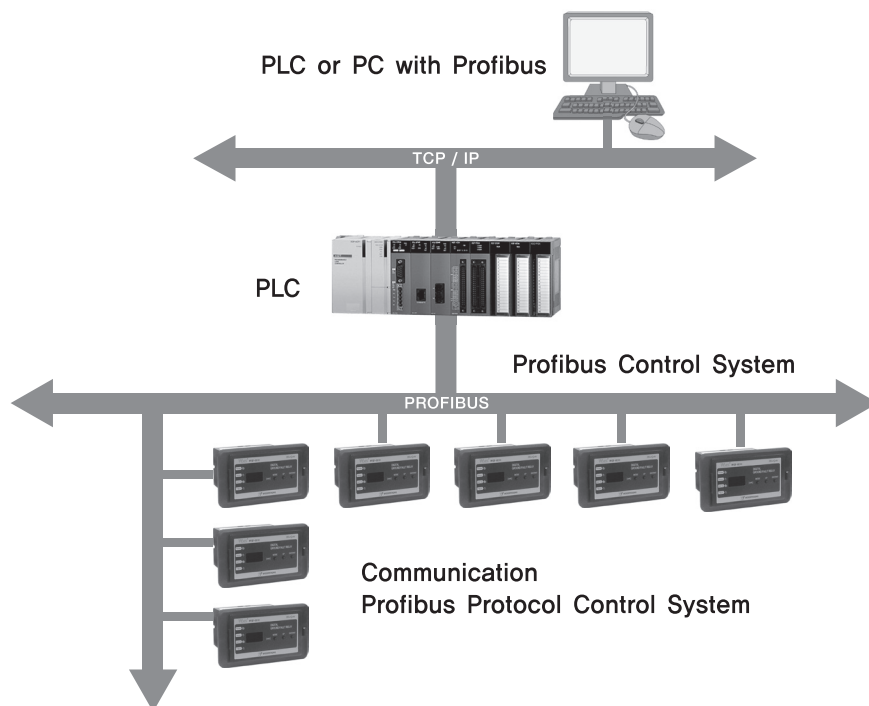 PLC or PC with Profibus
TCP / IP
PLC
Profibus Control System
PROFIBUS
Communication
Profibus Protocol Control System